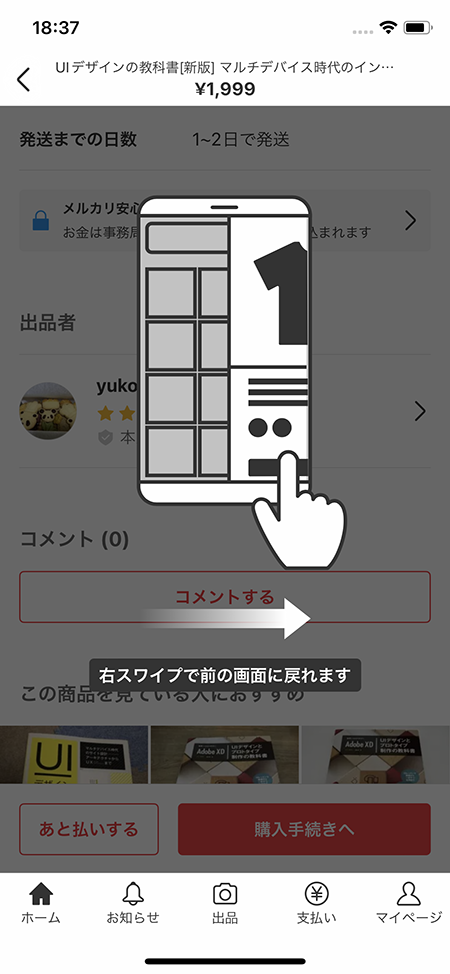 18:37
UIデザインの教科書[新版] マルチデバイス時代のイン…
¥1,999
発送までの日数 1~2日で発送
メルカリ安心
お金は事務局 込まれます
出品者
yuko
本
コメント (0)
コメントする
右スワイプで前の画面に戻れます
この商品を見ている人におすすめ
UI Adobe XD UIデザインと Adobe XD UIデザインと
デザイン プロトタイプ プロトタイプ
制作の教科書 制作の教科書
あと払いする 購入手続きへ
ホーム お知らせ 出品 支払い マイページ